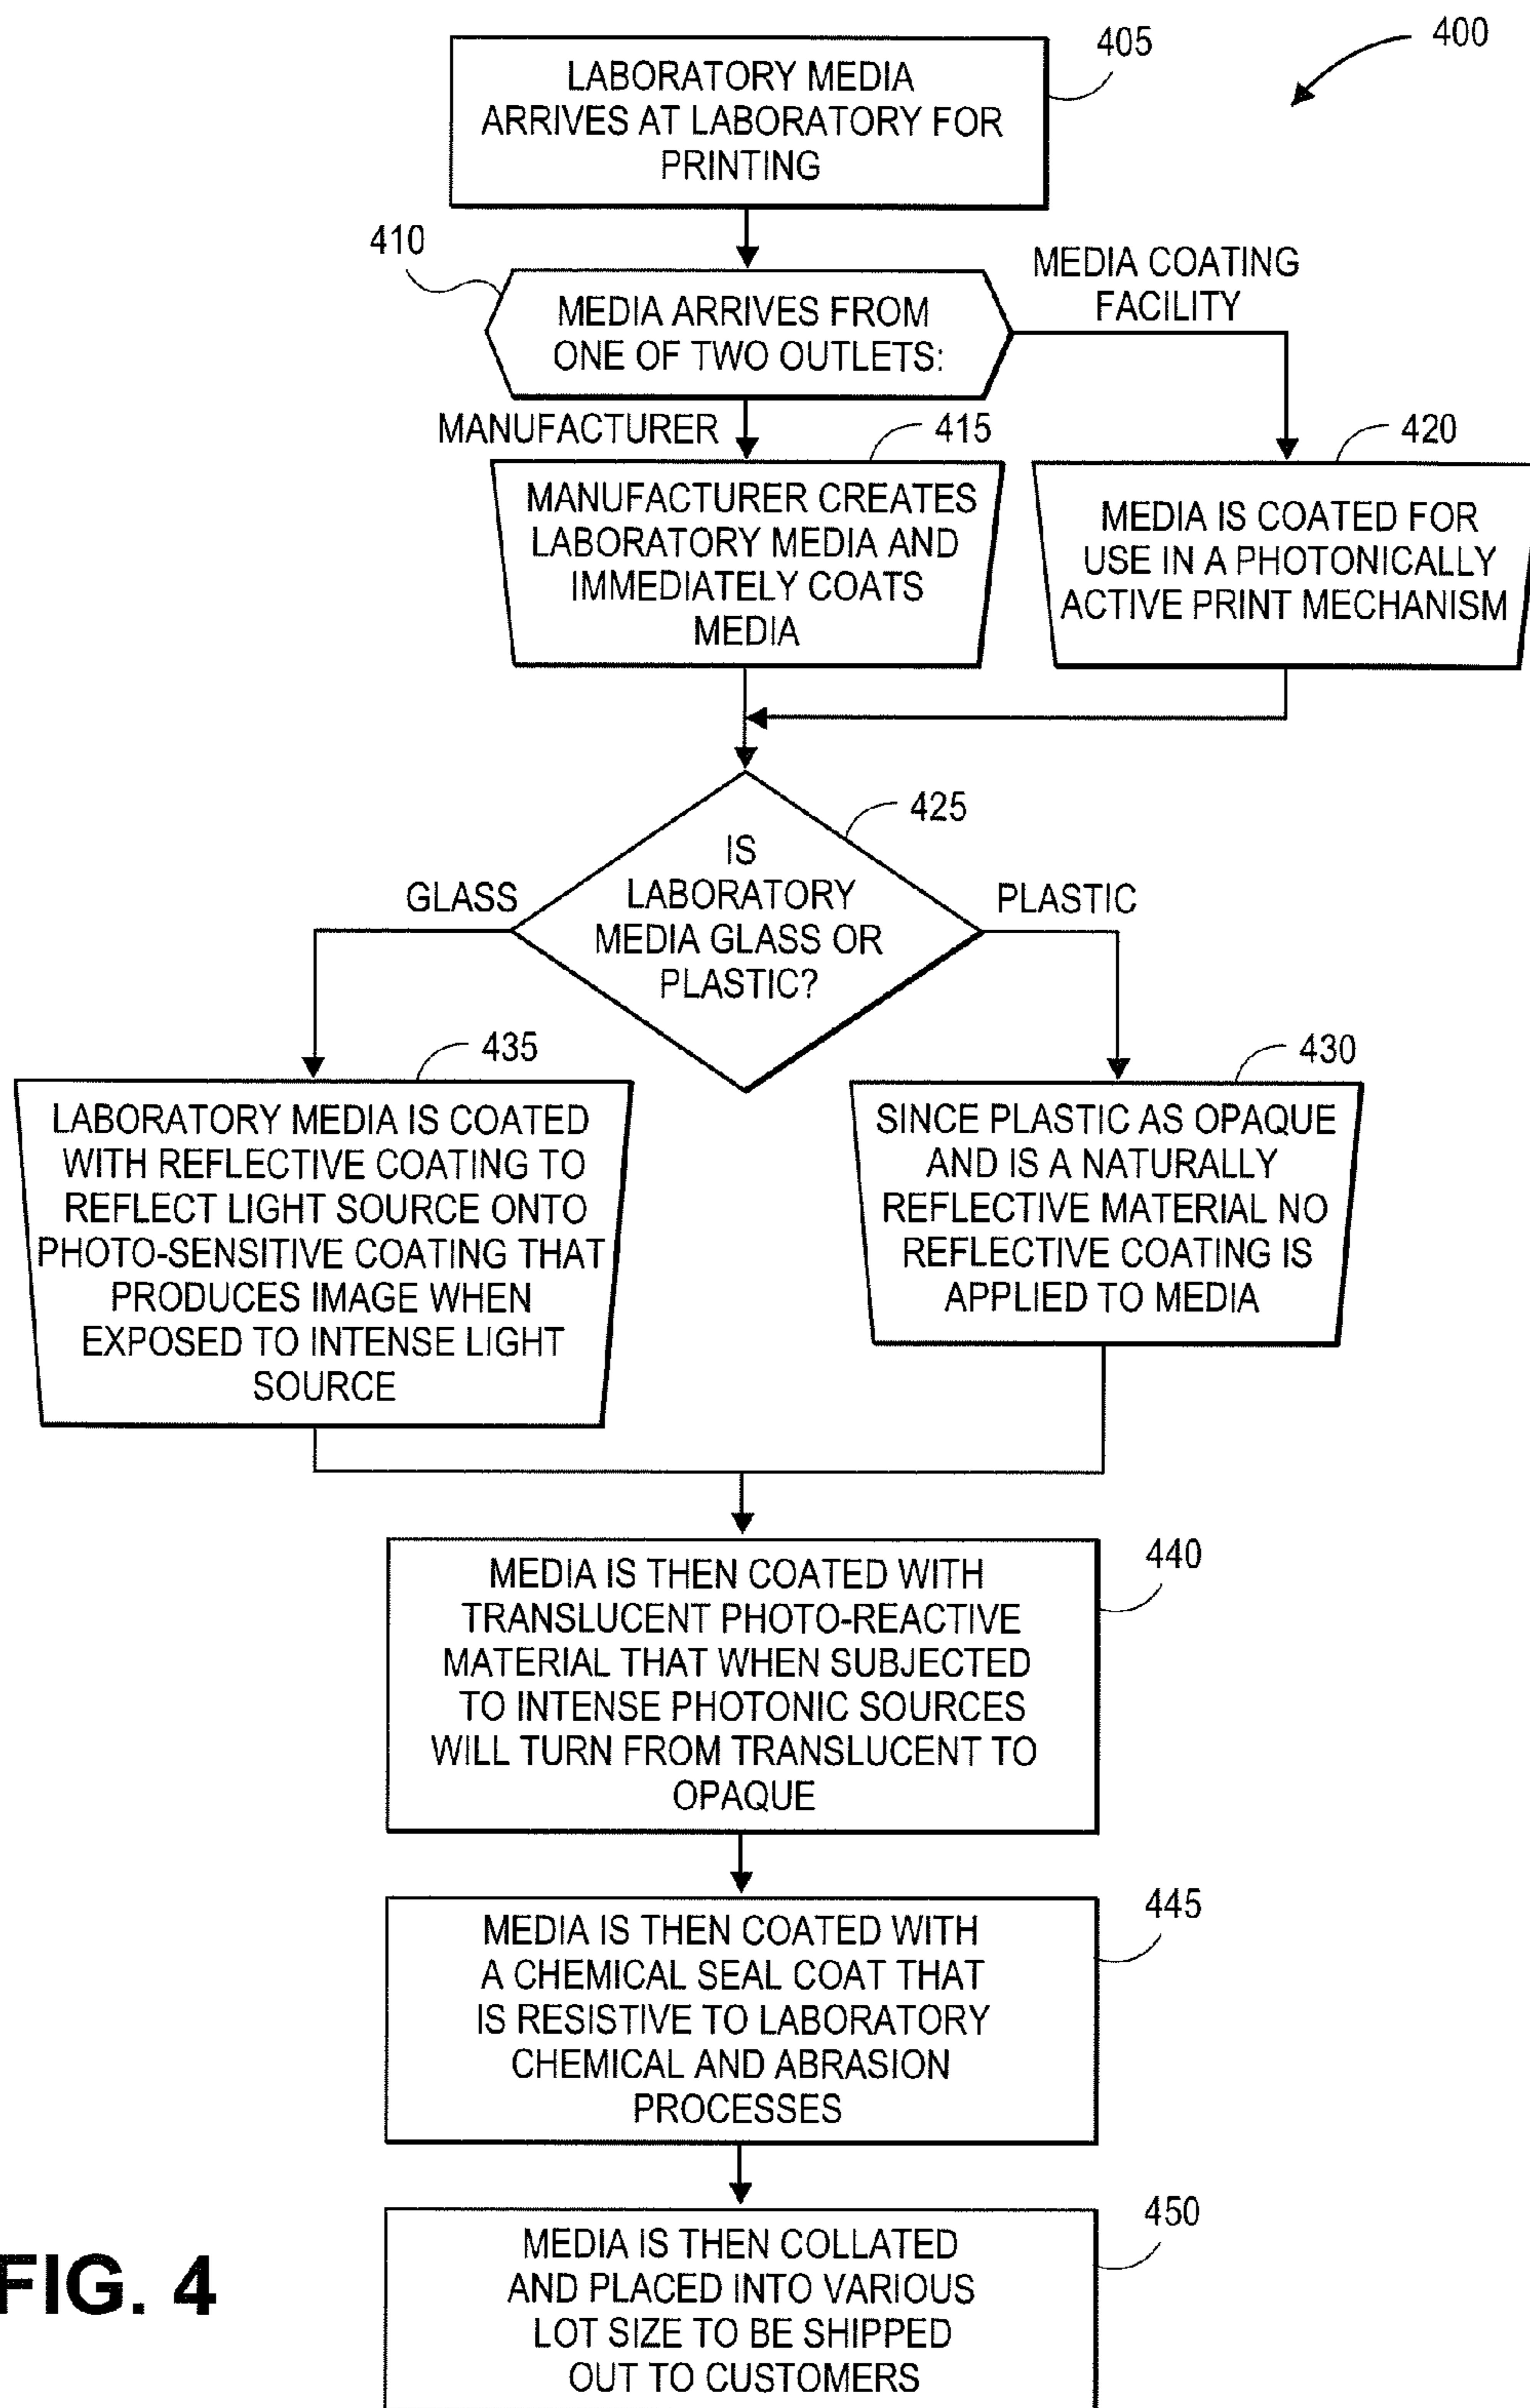 400
405
LABORATORY MEDIA
ARRIVES AT LABORATORY FOR
PRINTING
410
MEDIA ARRIVES FROM
ONE OF TWO OUTLETS:
MEDIA COATING
FACILITY
MANUFACTURER
415
MANUFACTURER CREATES
LABORATORY MEDIA AND
IMMEDIATELY COATS
MEDIA
420
MEDIA IS COATED FOR
USE IN A PHOTONICALLY
ACTIVE PRINT MECHANISM
425
IS
LABORATORY
MEDIA GLASS OR
PLASTIC?
GLASS
PLASTIC
435
LABORATORY MEDIA IS COATED
WITH REFLECTIVE COATING TO
REFLECT LIGHT SOURCE ONTO
PHOTO-SENSITIVE COATING THAT
PRODUCES IMAGE WHEN
EXPOSED TO INTENSE LIGHT
SOURCE
430
SINCE PLASTIC AS OPAQUE
AND IS A NATURALLY
REFLECTIVE MATERIAL NO
REFLECTIVE COATING IS
APPLIED TO MEDIA
440
MEDIA IS THEN COATED WITH
TRANSLUCENT PHOTO-REACTIVE
MATERIAL THAT WHEN SUBJECTED
TO INTENSE PHOTONIC SOURCES
WILL TURN FROM TRANSLUCENT TO
OPAQUE
445
MEDIA IS THEN COATED WITH
A CHEMICAL SEAL COAT THAT
IS RESISTIVE TO LABORATORY
CHEMICAL AND ABRASION
PROCESSES
450
MEDIA IS THEN COLLATED
AND PLACED INTO VARIOUS
LOT SIZE TO BE SHIPPED
OUT TO CUSTOMERS
FIG. 4